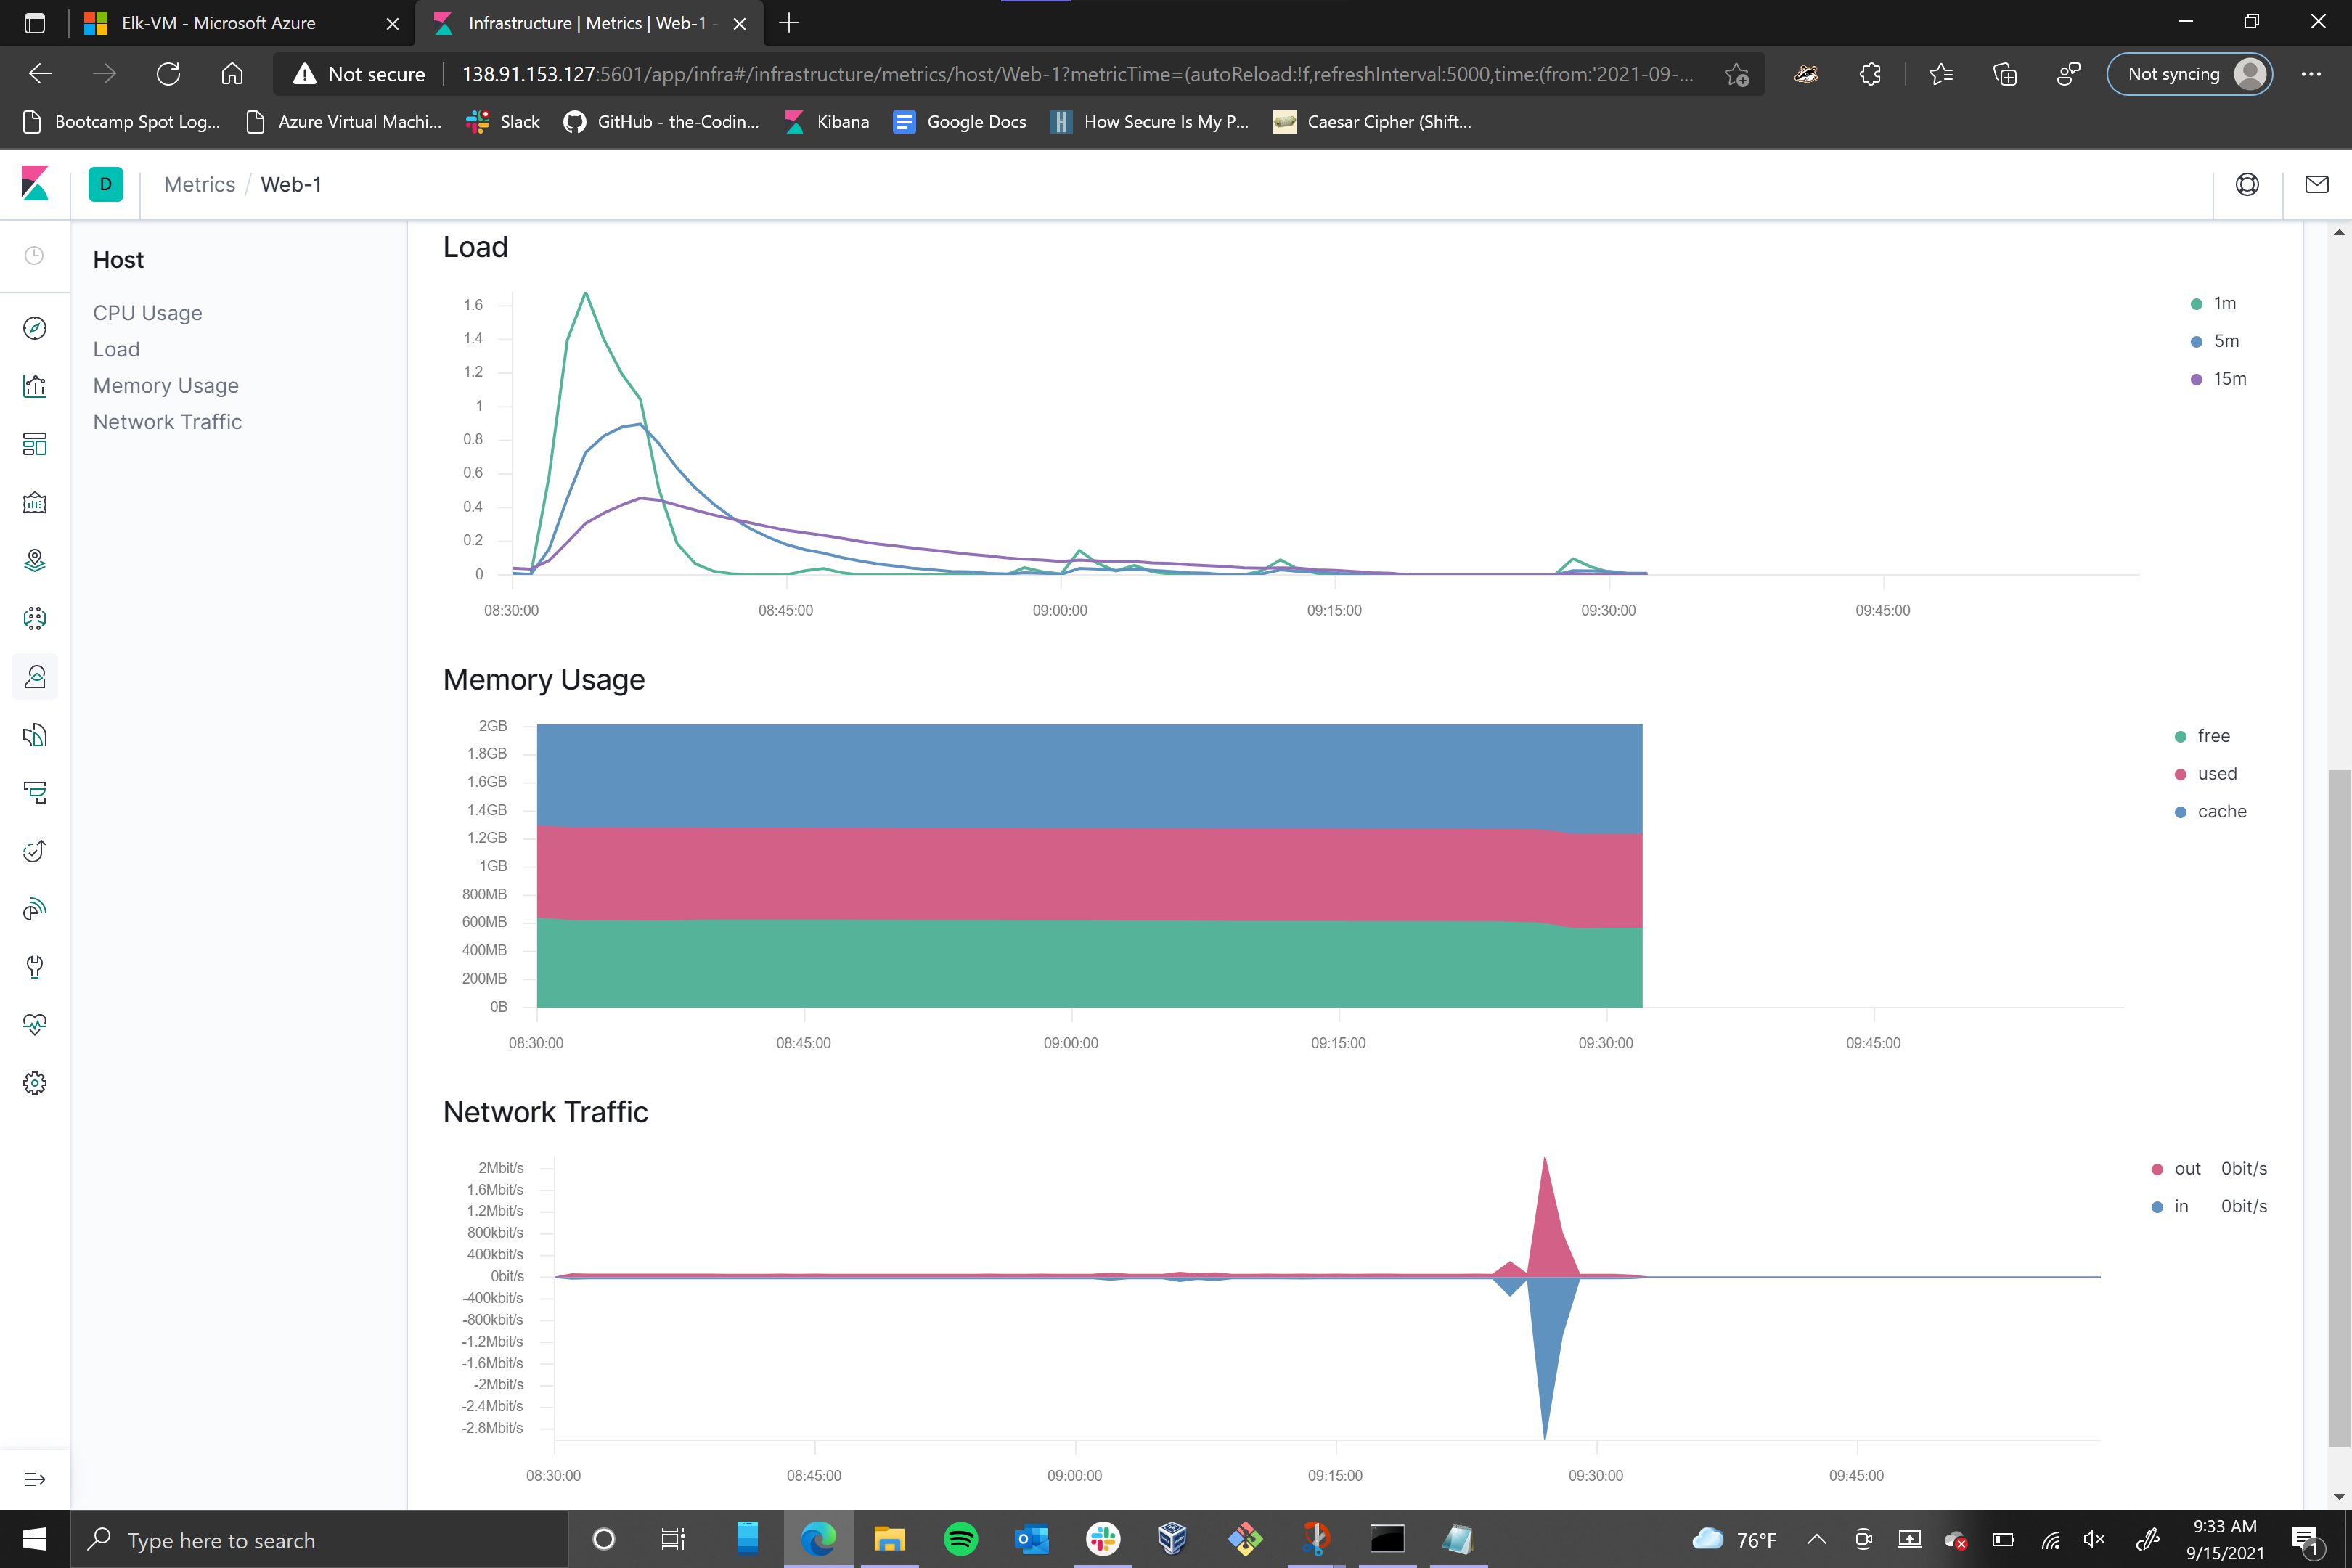 Elk-VM - Microsoft Azure
Infrastructure | Metrics | Web-1 -
Not secure
138.91.153.127:5601/app/infra#/infrastructure/metrics/host/Web-1?metricTime=(autoReload:!f,refreshInterval:5000,time:(from:'2021-09-...
Not syncing
Bootcamp Spot Log...
Azure Virtual Machi...
Slack
GitHub - the-Codin...
Kibana
Google Docs
How Secure Is My P...
Caesar Cipher (Shift...
D
Metrics / Web-1
Host
CPU Usage
Load
Memory Usage
Network Traffic
Load
1.6
1.4
1.2
1
0.8
0.6
0.4
0.2
0
08:30:00 08:45:00 09:00:00 09:15:00 09:30:00 09:45:00
1m
5m
15m
Memory Usage
2GB
1.8GB
1.6GB
1.4GB
1.2GB
1GB
800MB
600MB
400MB
200MB
0B
08:30:00 08:45:00 09:00:00 09:15:00 09:30:00 09:45:00
free
used
cache
Network Traffic
2Mbit/s
1.6Mbit/s
1.2Mbit/s
800kbit/s
400kbit/s
0bit/s
-400kbit/s
-800kbit/s
-1.2Mbit/s
-1.6Mbit/s
-2Mbit/s
-2.4Mbit/s
-2.8Mbit/s
08:30:00 08:45:00 09:00:00 09:15:00 09:30:00 09:45:00
out 0bit/s
in 0bit/s
Type here to search
76°F
9:33 AM
9/15/2021
1